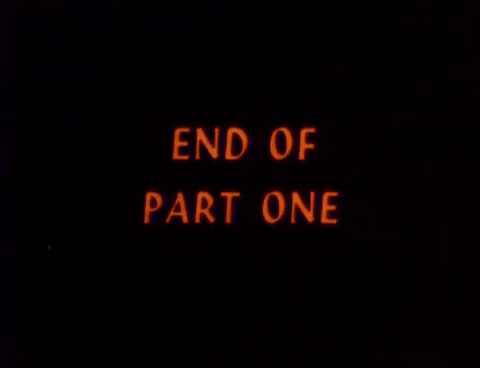 END OF
PART ONE